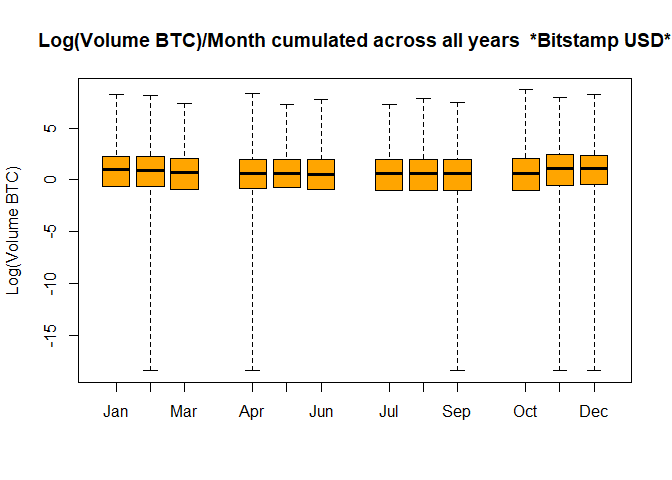 Log(Volume BTC)/Month cumulated across all years  *Bitstamp USD*
Log(Volume BTC)
5
0
-5
-10
-15
Jan Mar Apr Jun Jul Sep Oct Dec